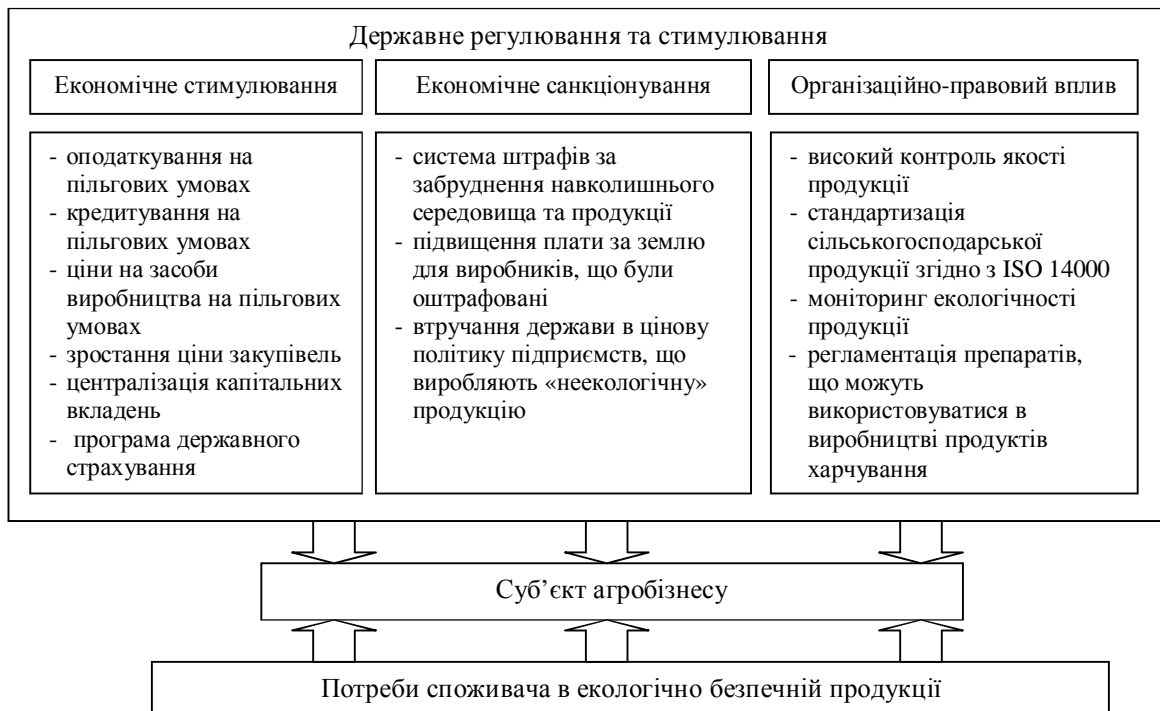 Державне регулювання та стимулювання
Економічне стимулювання
- оподаткування на
пільгових умовах
- кредитування на
пільгових умовах
- ціни на засоби
виробництва на пільгових
умовах
- зростання ціни закупівель
- централізація капітальних
вкладень
- програма державного
страхування
Економічне санкціонування
- система штрафів за
забруднення навколишнього
середовища та продукції
- підвищення плати за землю
для виробників, що були
оштрафовані
- втручання держави в цінову
політику підприємств, що
виробляють «неекологічну»
продукцію
Організаційно-правовий вплив
- високий контроль якості
продукції
- стандартизація
сільськогосподарської
продукції згідно з ISO 14000
- моніторинг екологічності
продукції
- регламентація препаратів,
що можуть
використовуватися в
виробництві продуктів
харчування
Суб’єкт агробізнесу
Потреби споживача в екологічно безпечній продукції